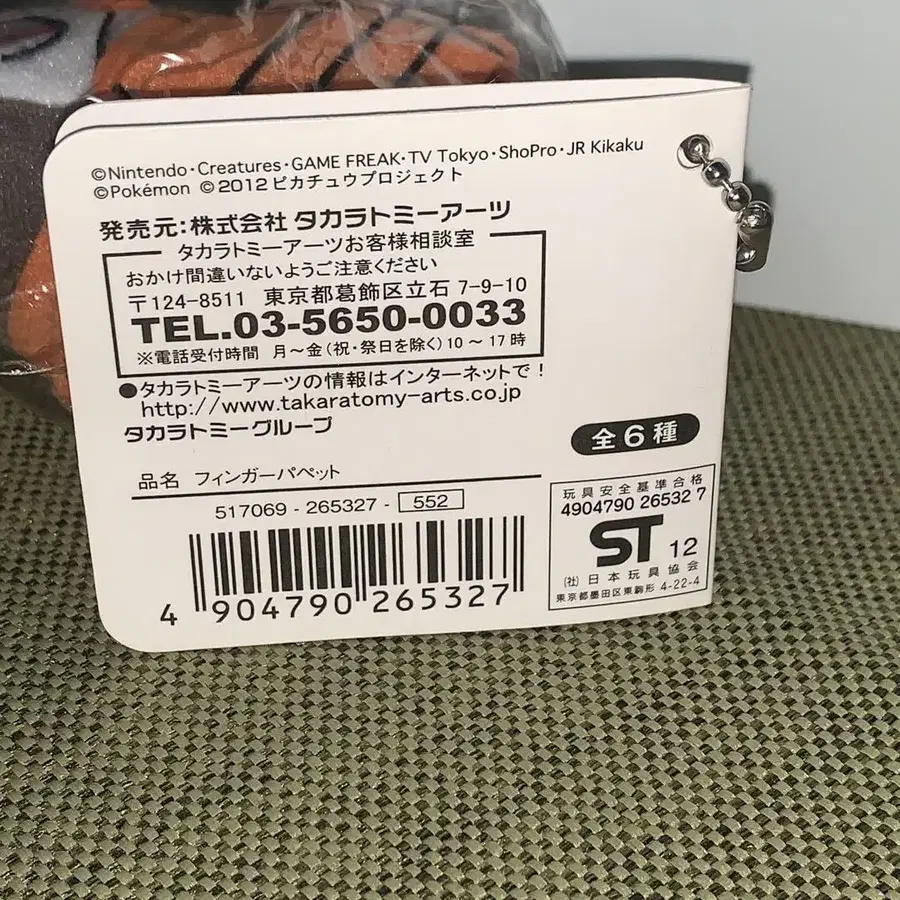 ©Nintendo・Creatures・GAME FREAK・TV Tokyo・ShoPro・JR Kikaku
©Pokémon ©2012 ピカチュウプロジェクト
発売元:株式会社 タカラトミーアーツ
タカラトミーアーツお客様相談室
おかけ間違いないようご注意ください
〒124-8511 東京都葛飾区立石 7-9-10
TEL.03-5650-0033
※電話受付時間 月～金(祝・祭日を除く)10～17時
●タカラトミーアーツの情報はインターネットで!
http://www.takaratomy-arts.co.jp
タカラトミーグループ
全6種
品名 フィンガーパペット
517069 - 265327 - 552
4 904790 265327
玩具安全基準合格
4904790 26532 7
ST 12
(社)日本玩具協会
東京都墨田区東駒形 4-22-4